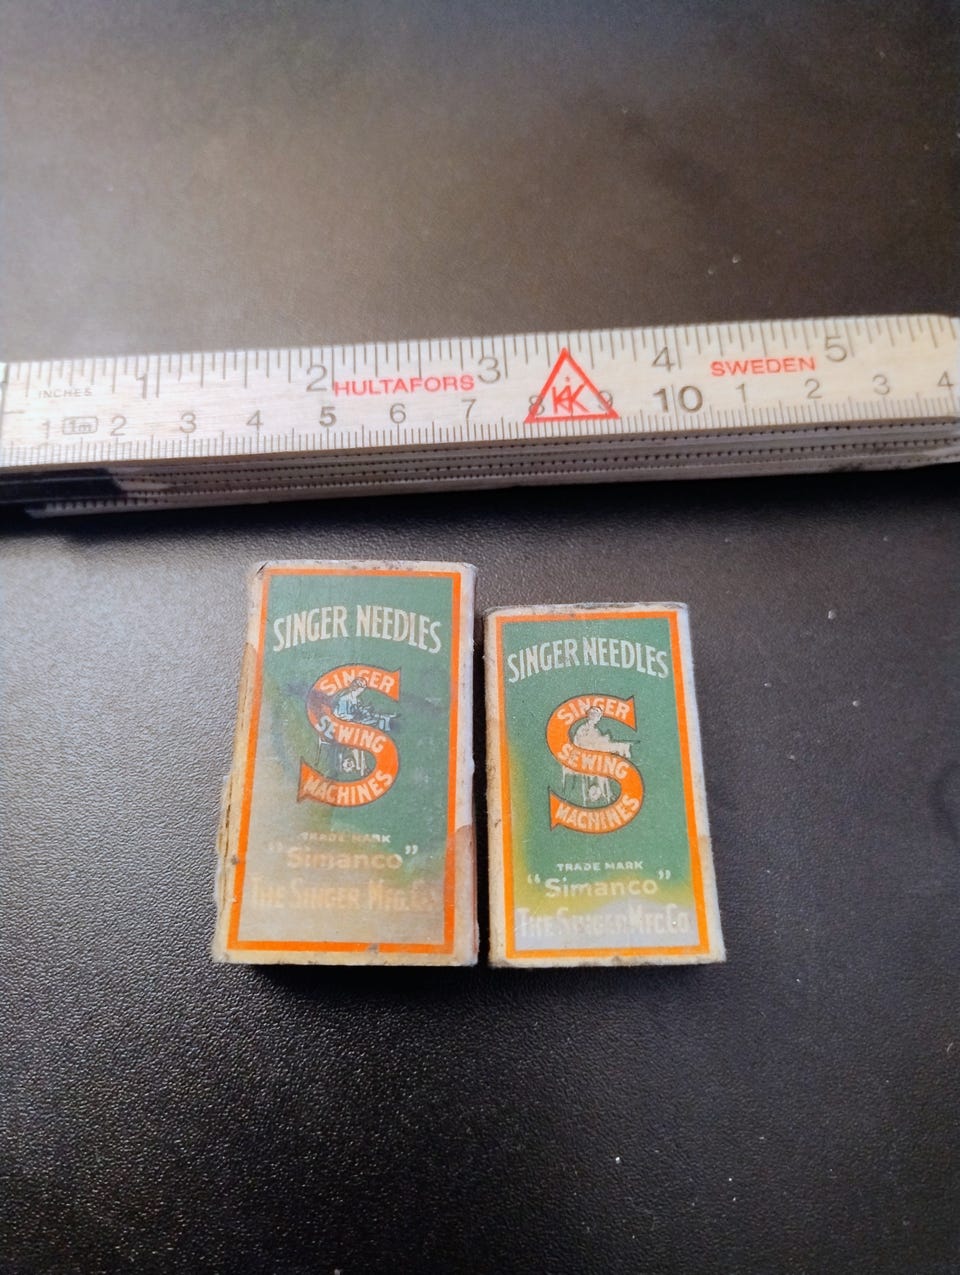 INCHES 1 2 HULTAFORS 3 4 SWEDEN 5
1 1m 2 3 4 5 6 7 8 KiK 9 10 1 2 3 4
SINGER NEEDLES
SINGER
SEWING
MACHINES
TRADE MARK
"Simanco"
THE SINGER MFG. Co.
SINGER NEEDLES
SINGER
SEWING
MACHINES
TRADE MARK
"Simanco"
THE SINGER MFG. Co.